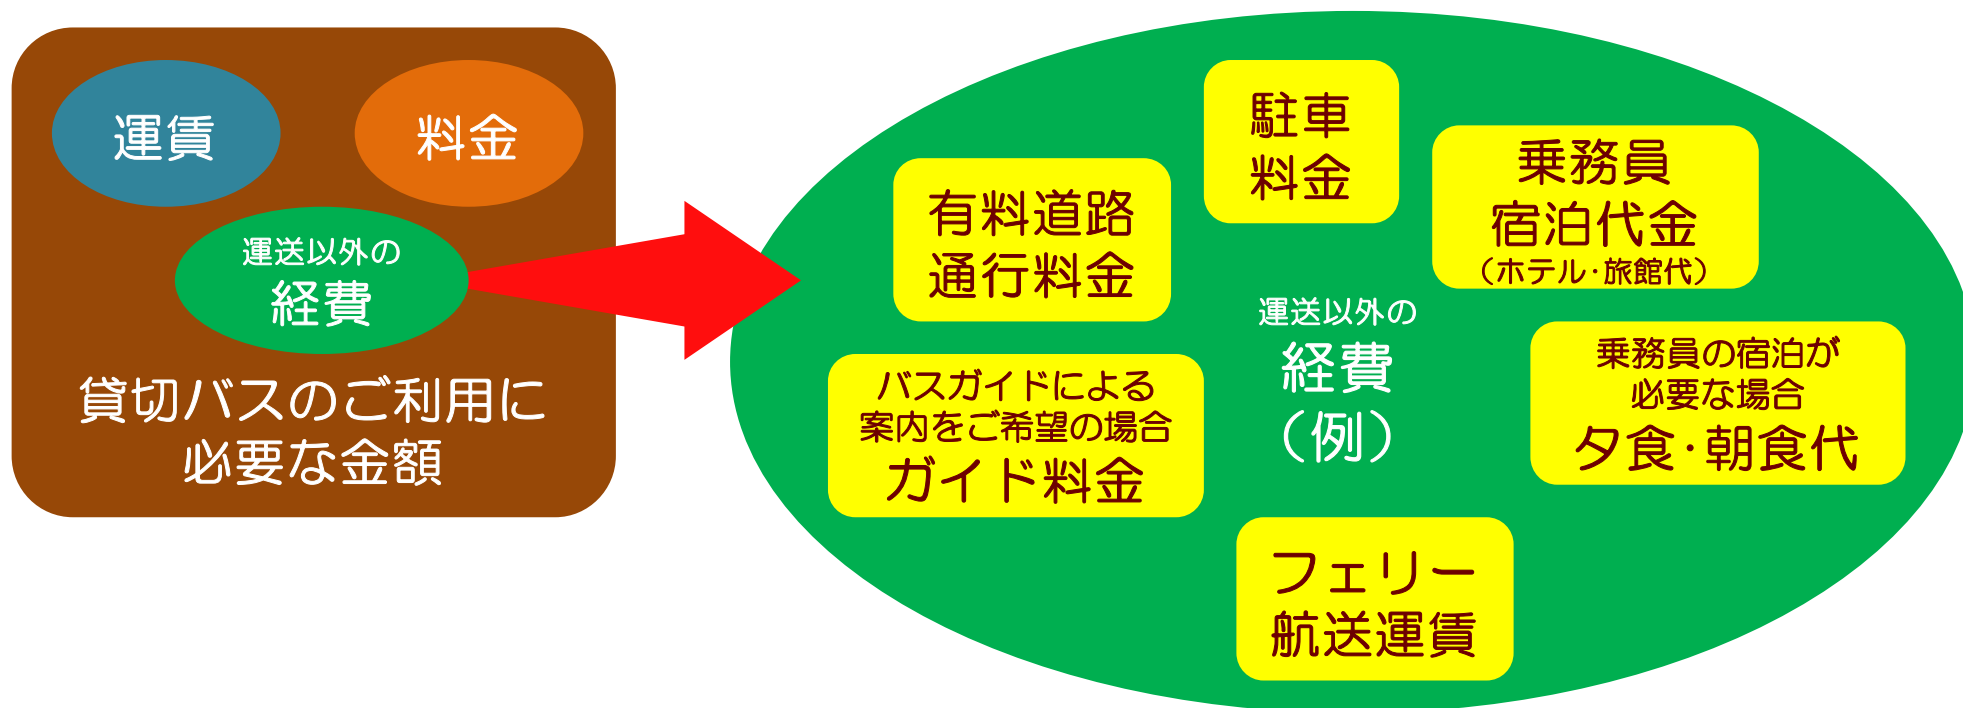 運賃
料金
運送以外の
経費
貸切バスのご利用に
必要な金額
駐車
料金
有料道路
通行料金
乗務員
宿泊代金
（ホテル・旅館代）
運送以外の
経費
（例）
バスガイドによる
案内をご希望の場合
ガイド料金
乗務員の宿泊が
必要な場合
夕食・朝食代
フェリー
航送運賃